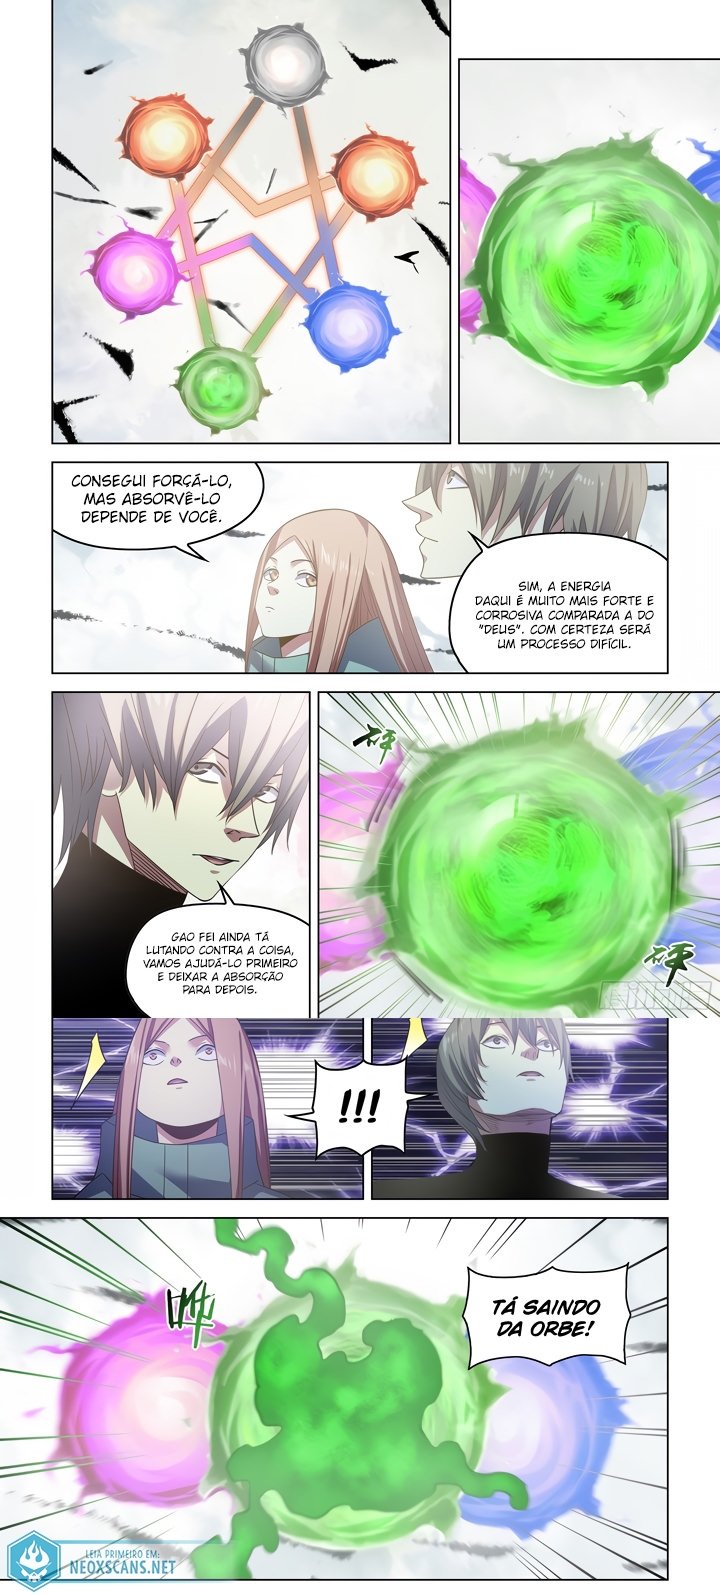 CONSEGUI FORÇÁ-LO,
MAS ABSORVÊ-LO
DEPENDE DE VOCÊ.
SIM, A ENERGIA
DAQUI É MUITO MAIS FORTE E
CORROSIVA COMPARADA A DO
"DEUS". COM CERTEZA SERÁ
UM PROCESSO DIFÍCIL.
砰
GAO FEI AINDA TÁ
LUTANDO CONTRA A COISA,
VAMOS AJUDÁ-LO PRIMEIRO
E DEIXAR A ABSORÇÃO
PARA DEPOIS.
砰
!!!
TÁ SAINDO
DA ORBE!
LEIA PRIMEIRO EM:
NEOXSCANS.NET